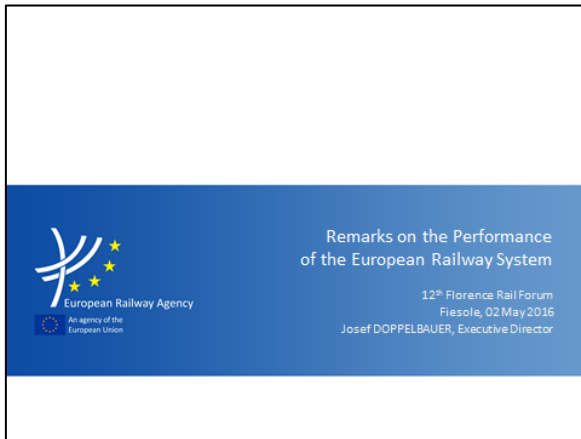 Remarks on the Performance
of the European Railway System
12th Florence Rail Forum
Fiesole, 02 May 2016
Josef DOPPELBAUER, Executive Director
European Railway Agency
An agency of the
European Union